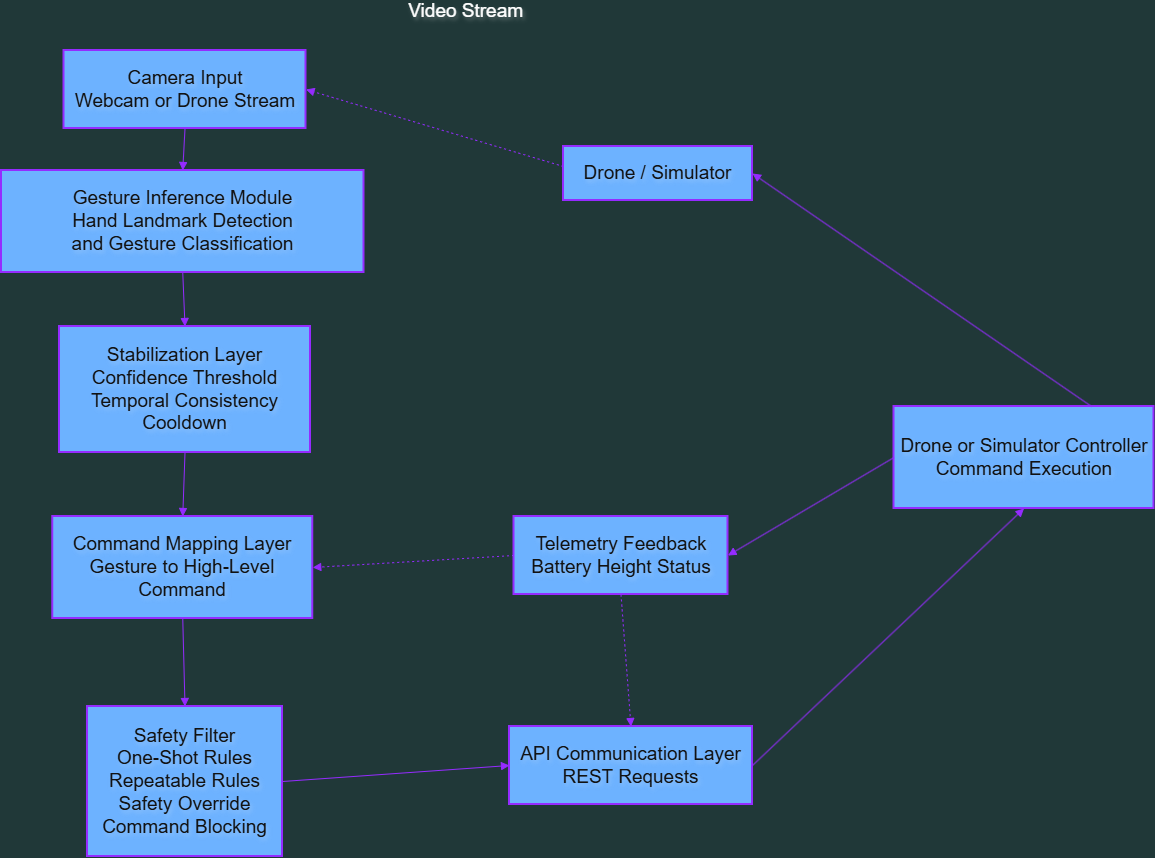 Video Stream
Camera Input
Webcam or Drone Stream
Drone / Simulator
Gesture Inference Module
Hand Landmark Detection
and Gesture Classification
Stabilization Layer
Confidence Threshold
Temporal Consistency
Cooldown
Drone or Simulator Controller
Command Execution
Command Mapping Layer
Gesture to High-Level
Command
Telemetry Feedback
Battery Height Status
Safety Filter
One-Shot Rules
Repeatable Rules
Safety Override
Command Blocking
API Communication Layer
REST Requests